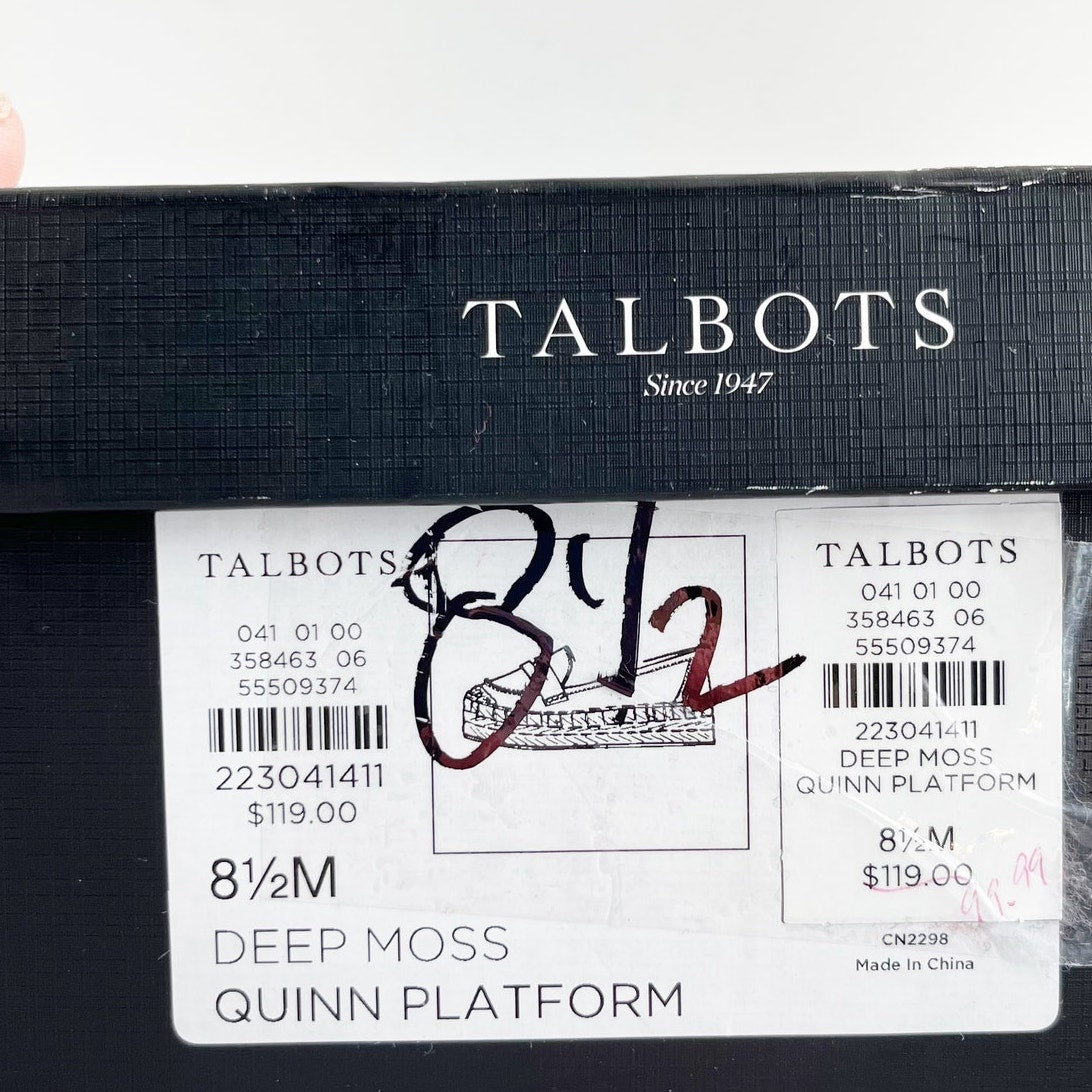 TALBOTS
Since 1947
TALBOTS
041 01 00
358463 06
55509374
223041411
$119.00
8½M
DEEP MOSS
QUINN PLATFORM
8 1/2
TALBOTS
041 01 00
358463 06
55509374
223041411
DEEP MOSS
QUINN PLATFORM
8½M
$119.00
99.99
CN2298
Made In China